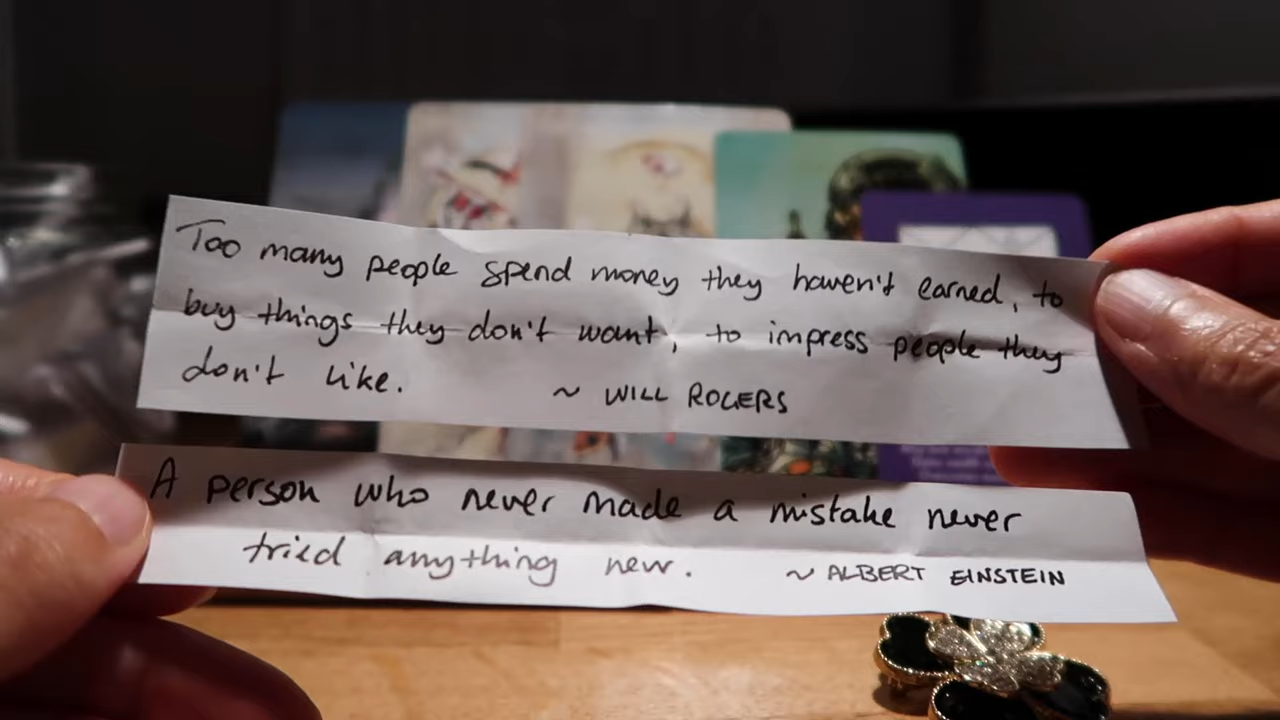 Too many people spend money they haven't earned, to
buy things they don't want, to impress people they
don't like. ~ WILL ROGERS
A person who never made a mistake never
tried anything new. ~ ALBERT EINSTEIN